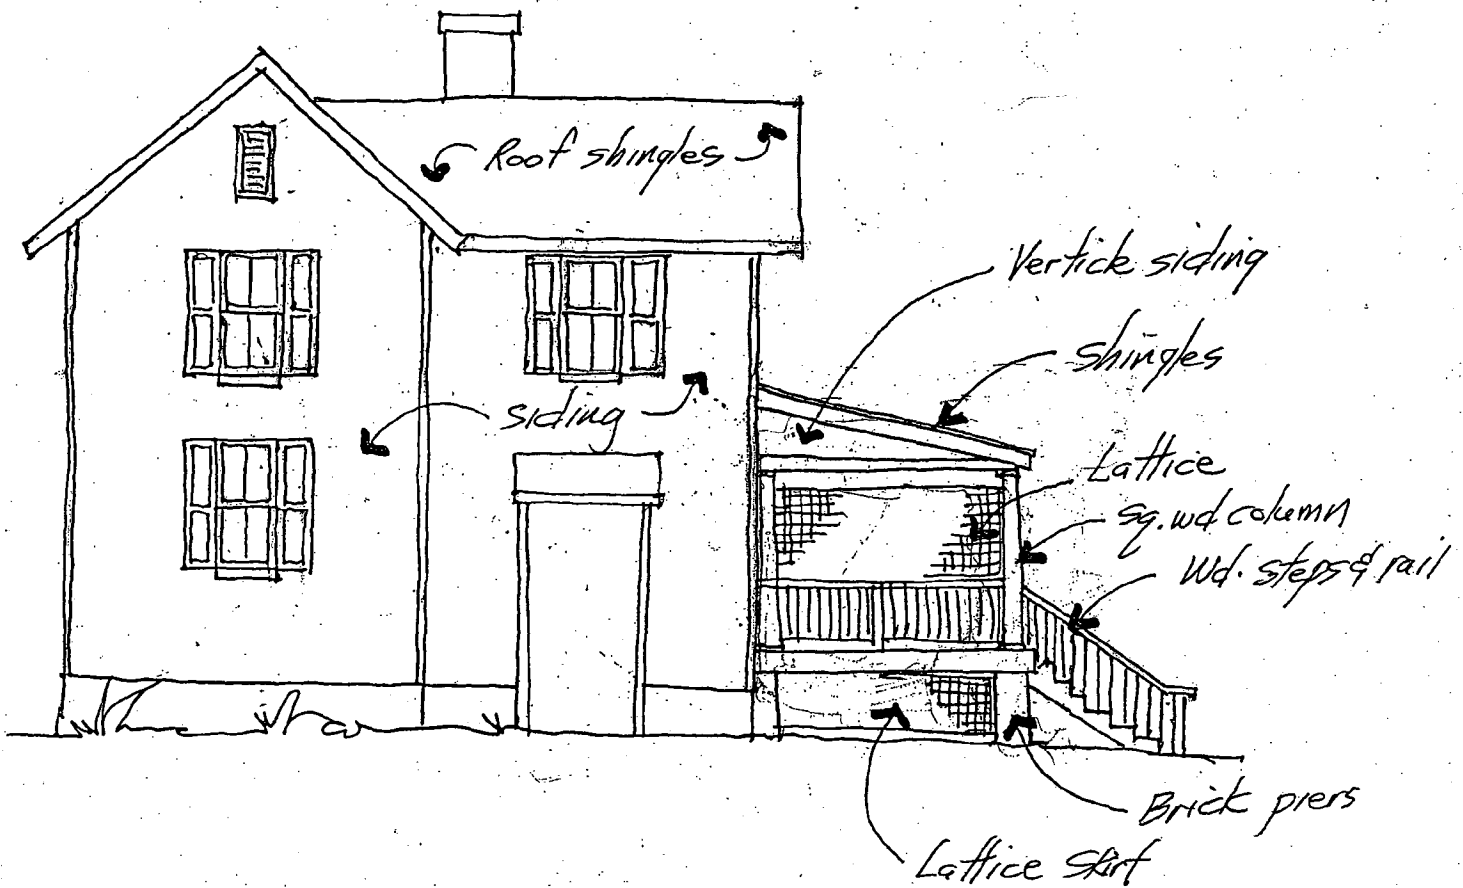 Roof shingles
Vertick siding
shingles
siding
Lattice
sq. wd column
Wd. steps & rail
Brick piers
Lattice Skirt